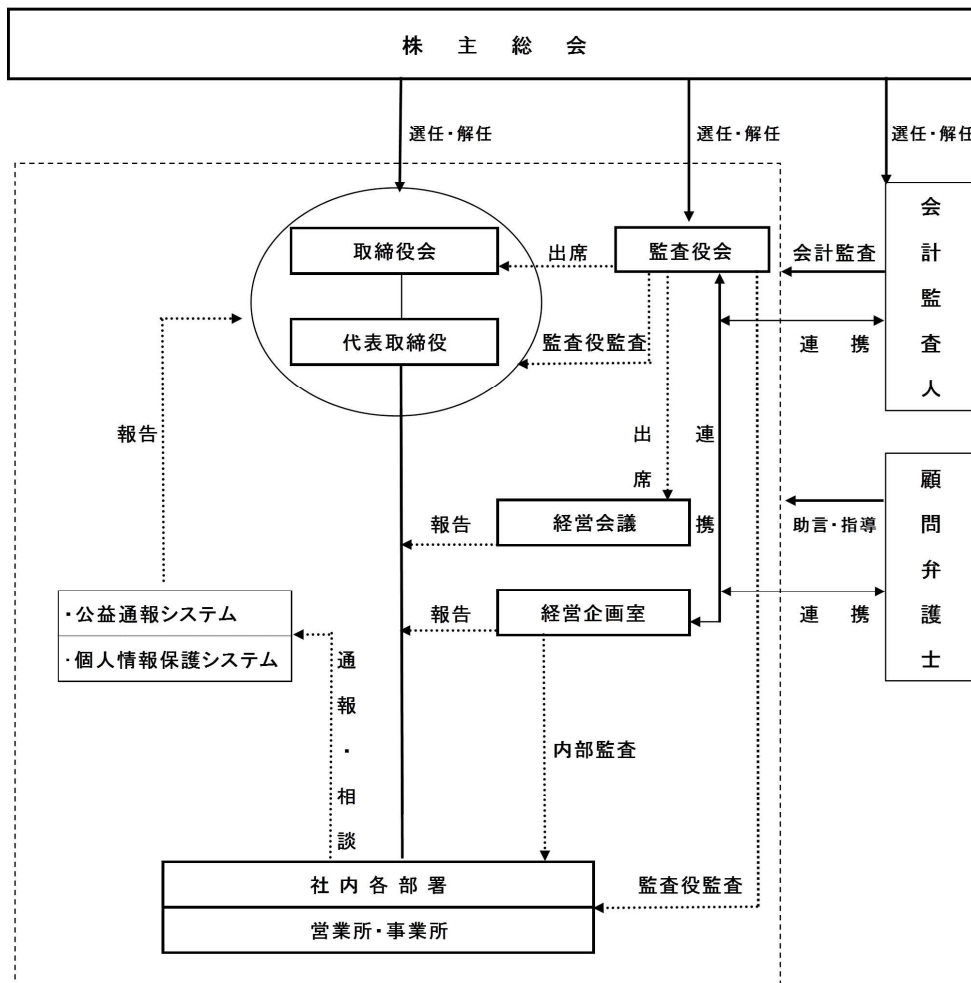 株主総会
選任・解任
選任・解任
選任・解任
取締役会
出席
監査役会
会計監査
会計監査人
代表取締役
監査役監査
連携
報告
出席
連携
顧問弁護士
報告
経営会議
助言・指導
・公益通報システム
報告
経営企画室
連携
・個人情報保護システム
通報・相談
内部監査
社内各部署
監査役監査
営業所・事業所